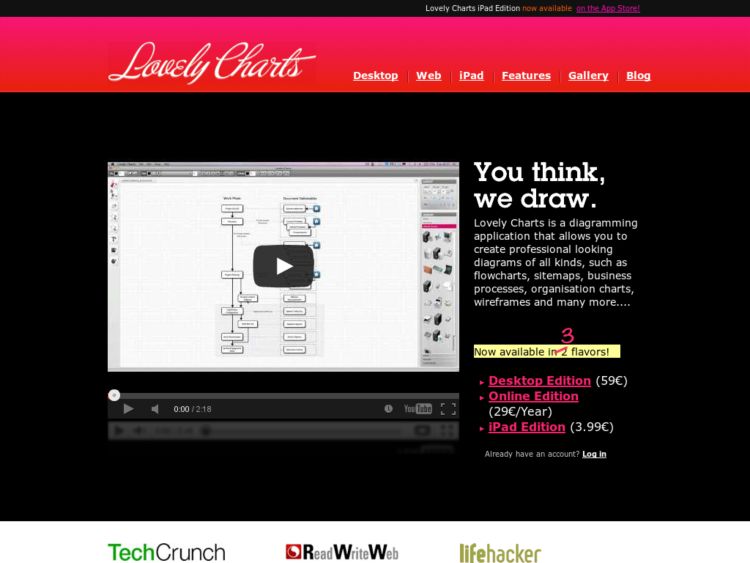 Lovely Charts iPad Edition now available on the App Store!
Lovely Charts
Desktop Web iPad Features Gallery Blog
You think,
we draw.
Lovely Charts is a diagramming
application that allows you to
create professional looking
diagrams of all kinds, such as
flowcharts, sitemaps, business
processes, organisation charts,
wireframes and many more....
3
Now available in 2 flavors!
Desktop Edition (59€)
Online Edition
(29€/Year)
iPad Edition (3.99€)
Already have an account? Log in
0:00 / 2:18
YouTube
TechCrunch
ReadWriteWeb
lifehacker